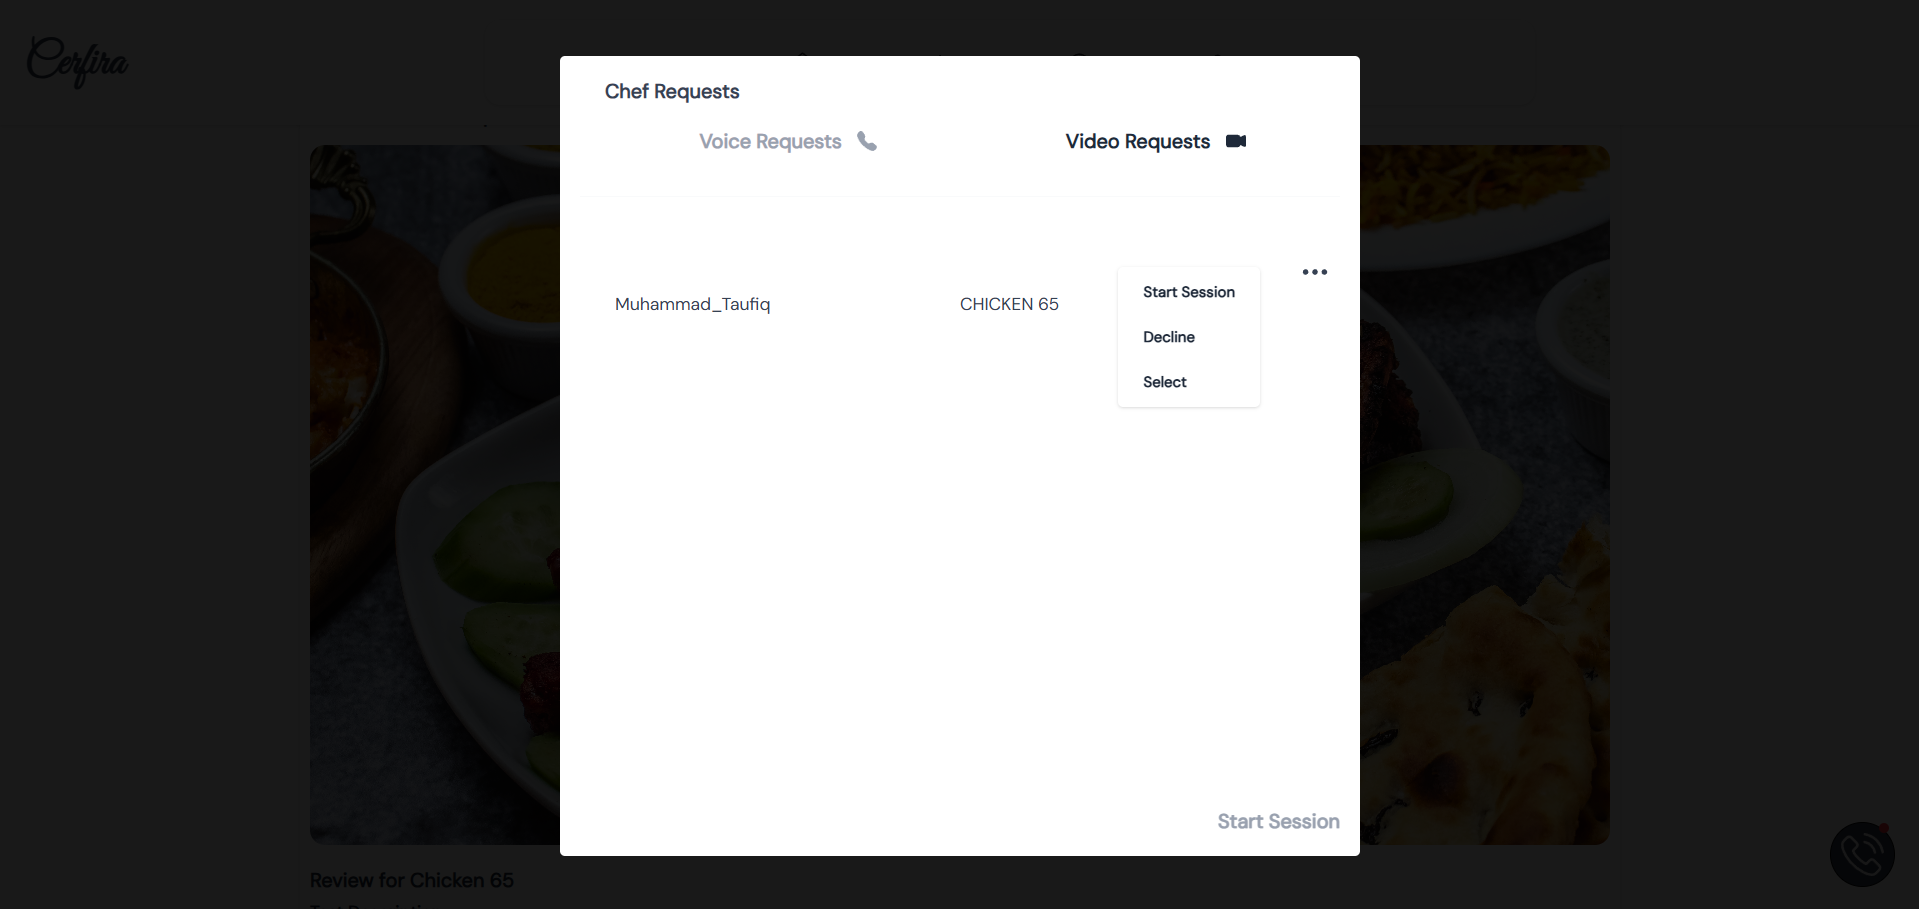 Cerfira
Chef Requests
Voice Requests
Video Requests
Muhammad_Taufiq
CHICKEN 65
Start Session
Decline
Select
Start Session
Review for Chicken 65